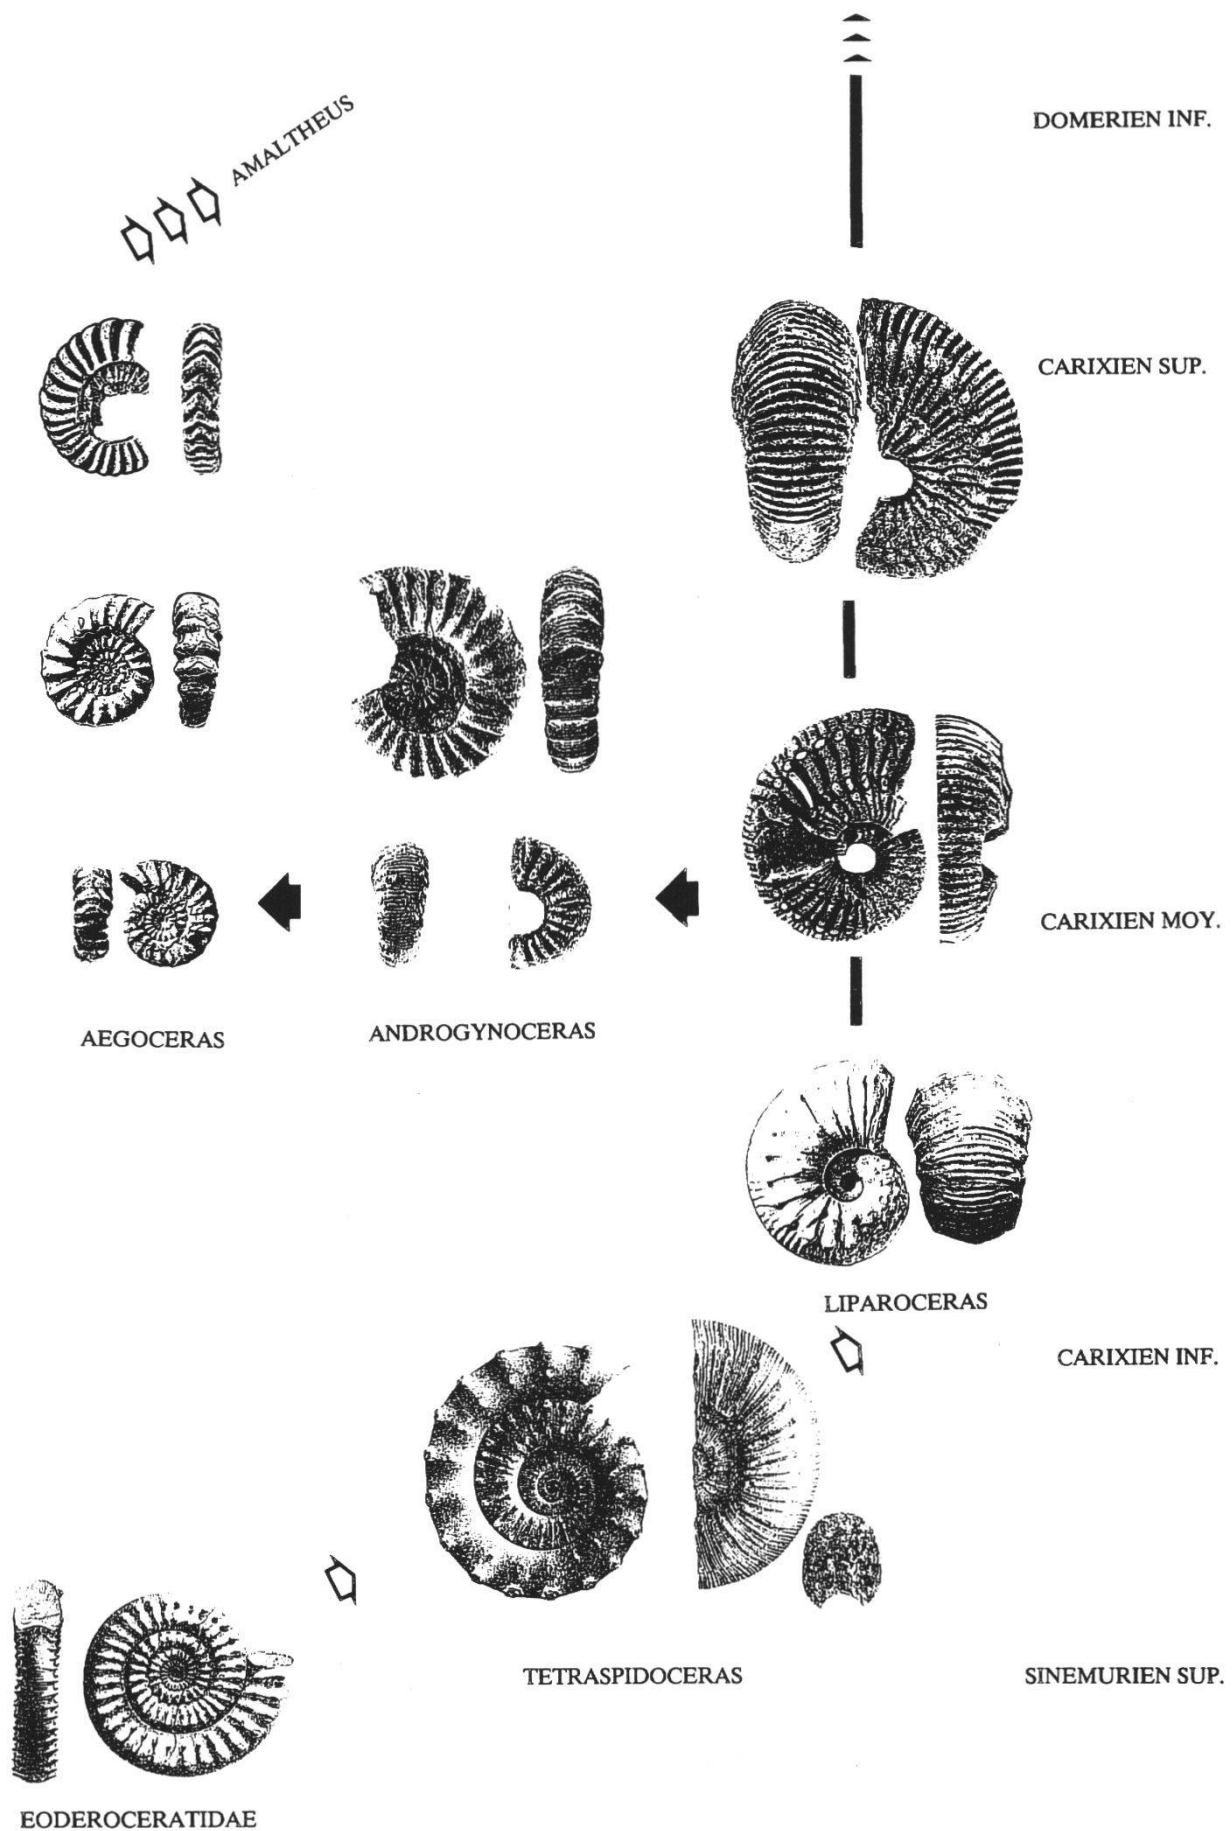 DOMERIEN INF.
AMALTHEUS
CARIXIEN SUP.
CARIXIEN MOY.
AEGOCERAS
ANDROGYNOCERAS
LIPAROCERAS
CARIXIEN INF.
TETRASPIDOCERAS
SINEMURIEN SUP.
EODEROCERATIDAE